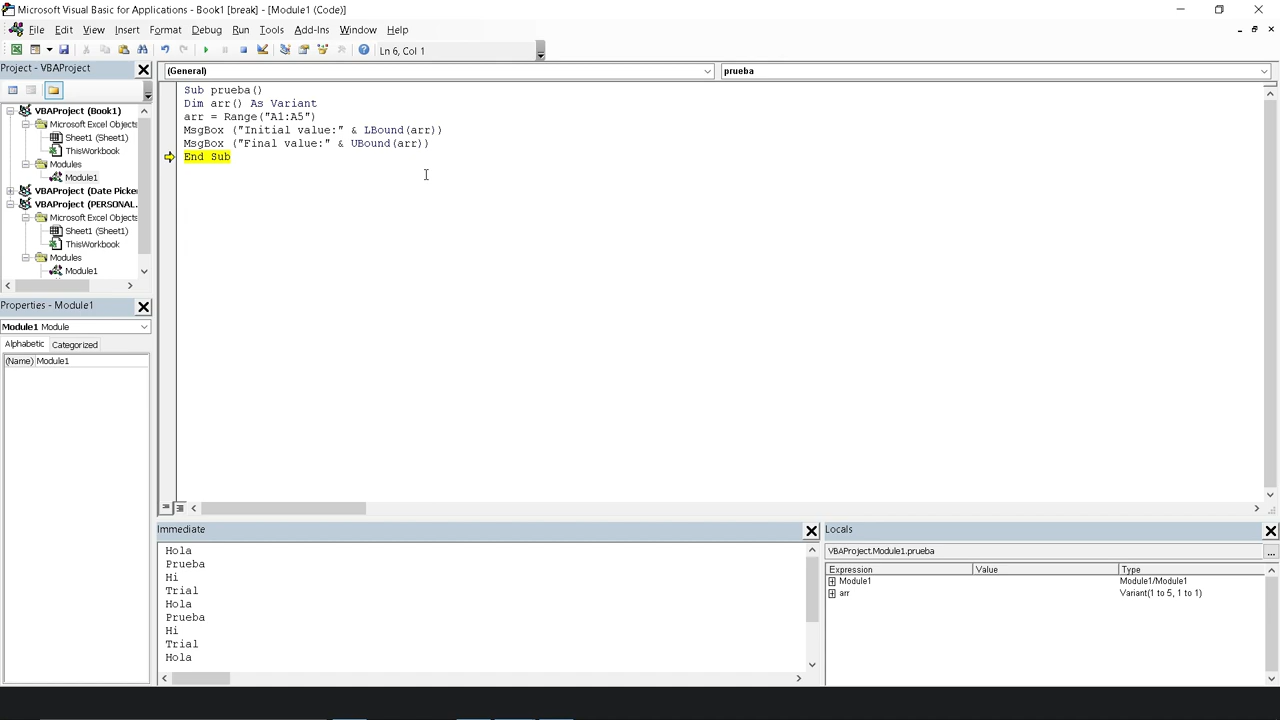 Microsoft Visual Basic for Applications - Book1 [break] - [Module1 (Code)]
File Edit View Insert Format Debug Run Tools Add-Ins Window Help
Ln 6, Col 1
Project - VBAProject
(General) prueba
VBAProject (Book1)
Microsoft Excel Objects
Sheet1 (Sheet1)
ThisWorkbook
Modules
Module1
VBAProject (Date Picke
VBAProject (PERSONAL.
Microsoft Excel Objects
Sheet1 (Sheet1)
ThisWorkbook
Modules
Module1
Sub prueba()
Dim arr() As Variant
arr = Range("A1:A5")
MsgBox ("Initial value:" & LBound(arr))
MsgBox ("Final value:" & UBound(arr))
End Sub
Properties - Module1
Module1 Module
Alphabetic Categorized
(Name) Module1
Immediate
Hola
Prueba
Hi
Trial
Hola
Prueba
Hi
Trial
Hola
Locals
VBAProject.Module1.prueba
...
Expression Value Type
Module1 Module1/Module1
arr Variant(1 to 5, 1 to 1)